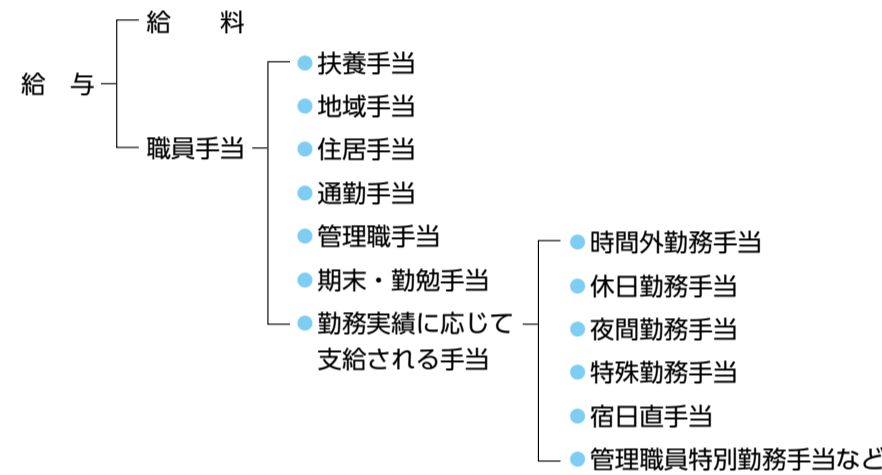 給与
給料
職員手当
扶養手当
地域手当
住居手当
通勤手当
管理職手当
期末・勤勉手当
勤務実績に応じて
支給される手当
時間外勤務手当
休日勤務手当
夜間勤務手当
特殊勤務手当
宿日直手当
管理職員特別勤務手当など